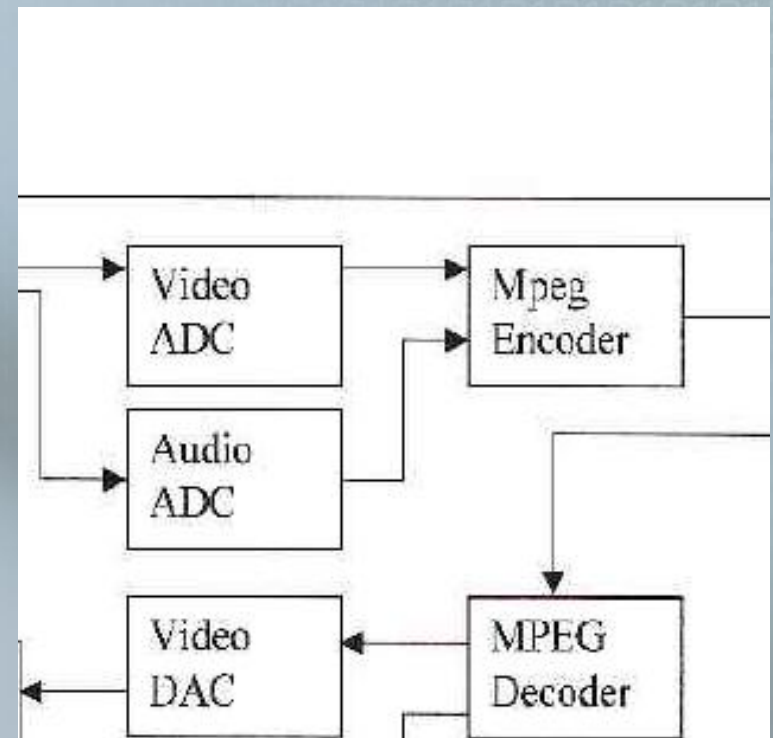 Video
ADC
Mpeg
Encoder
Audio
ADC
Video
DAC
MPEG
Decoder